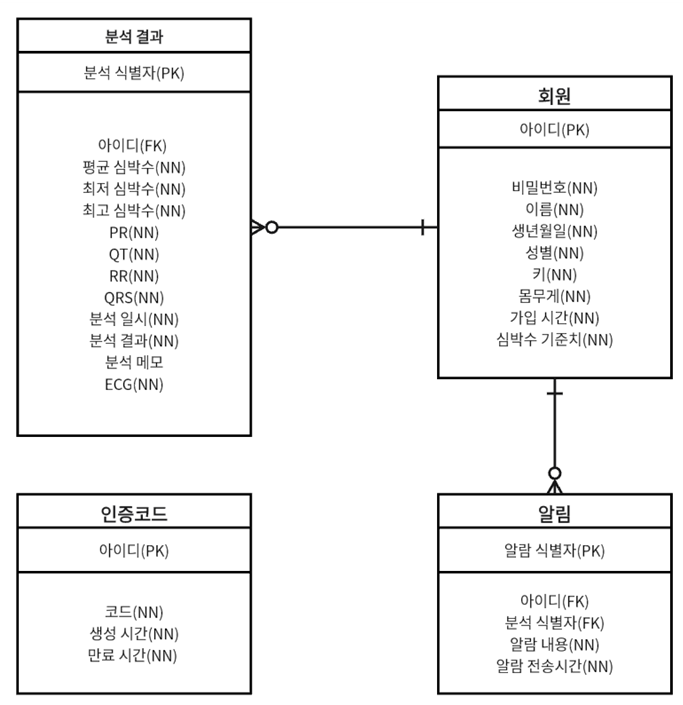 분석 결과
분석 식별자(PK)
아이디(FK)
평균 심박수(NN)
최저 심박수(NN)
최고 심박수(NN)
PR(NN)
QT(NN)
RR(NN)
QRS(NN)
분석 일시(NN)
분석 결과(NN)
분석 메모
ECG(NN)
회원
아이디(PK)
비밀번호(NN)
이름(NN)
생년월일(NN)
성별(NN)
키(NN)
몸무게(NN)
가입 시간(NN)
심박수 기준치(NN)
인증코드
아이디(PK)
코드(NN)
생성 시간(NN)
만료 시간(NN)
알림
알람 식별자(PK)
아이디(FK)
분석 식별자(FK)
알람 내용(NN)
알람 전송시간(NN)